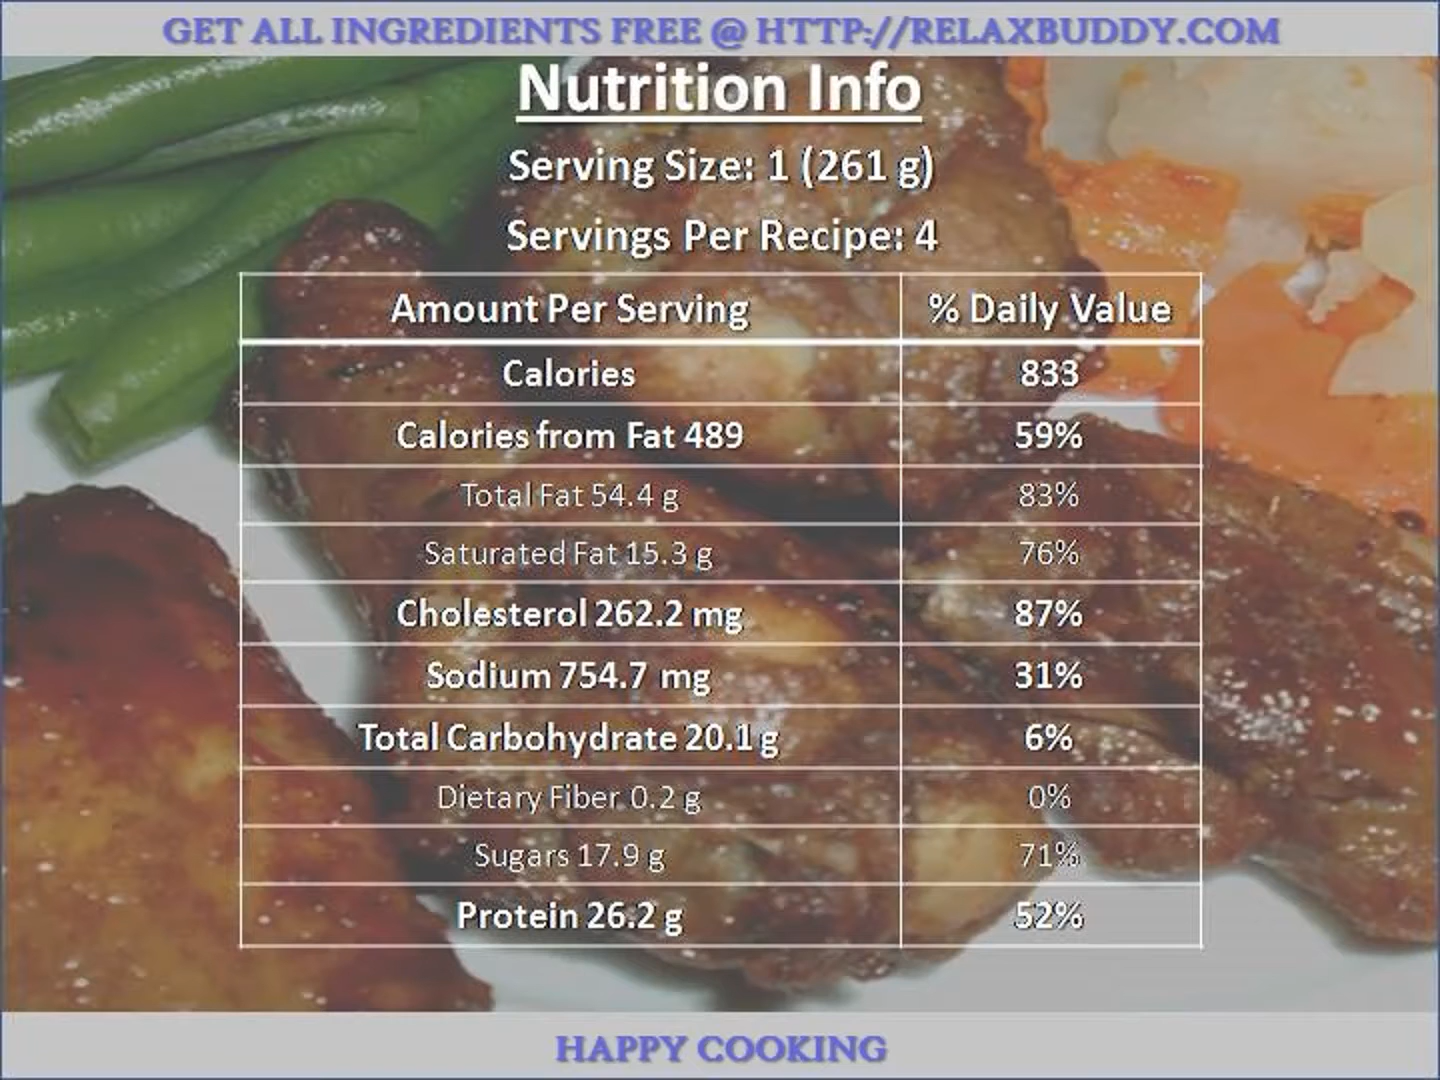 GET ALL INGREDIENTS FREE @ HTTP://RELAXBUDDY.COM
Nutrition Info
Serving Size: 1 (261 g)
Servings Per Recipe: 4
Amount Per Serving % Daily Value
Calories 833
Calories from Fat 489 59%
Total Fat 54.4 g 83%
Saturated Fat 15.3 g 76%
Cholesterol 262.2 mg 87%
Sodium 754.7 mg 31%
Total Carbohydrate 20.1 g 6%
Dietary Fiber 0.2 g 0%
Sugars 17.9 g 71%
Protein 26.2 g 52%
HAPPY COOKING